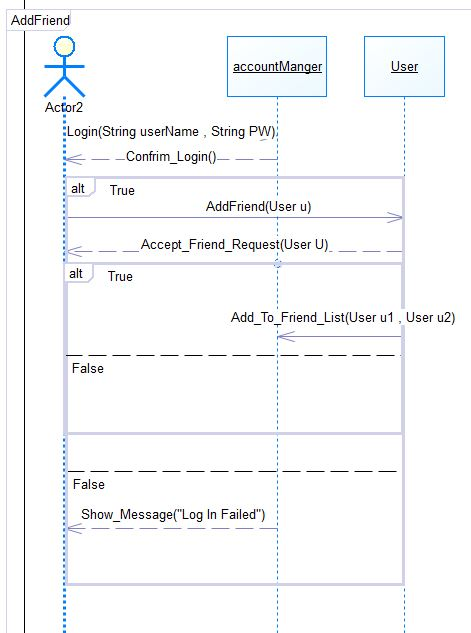 AddFriend
Actor2
accountManger
User
Login(String userName , String PW)
Confrim_Login()
alt
True
AddFriend(User u)
Accept_Friend_Request(User U)
alt
True
Add_To_Friend_List(User u1 , User u2)
False
False
Show_Message("Log In Failed")